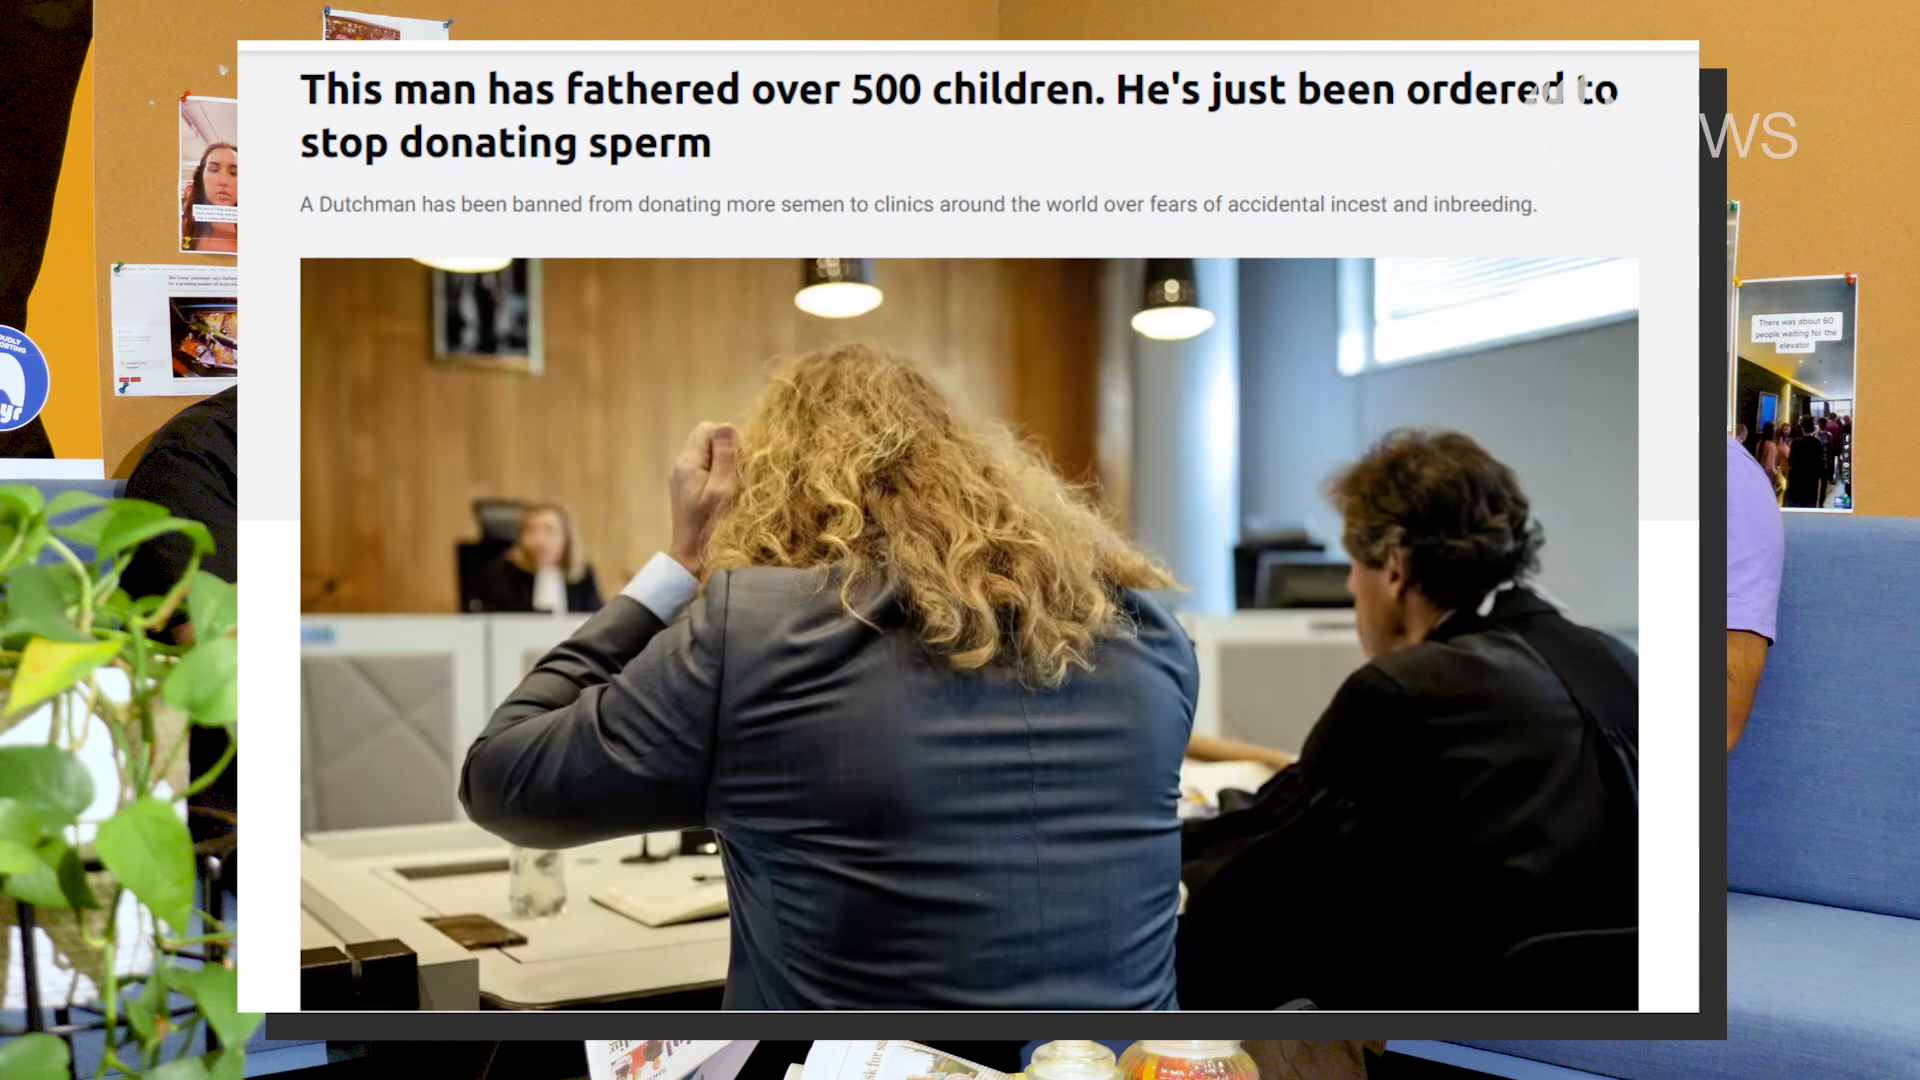 This man has fathered over 500 children. He's just been ordered to
stop donating sperm
A Dutchman has been banned from donating more semen to clinics around the world over fears of accidental incest and inbreeding.
News
There was about 60
people waiting for the
elevator